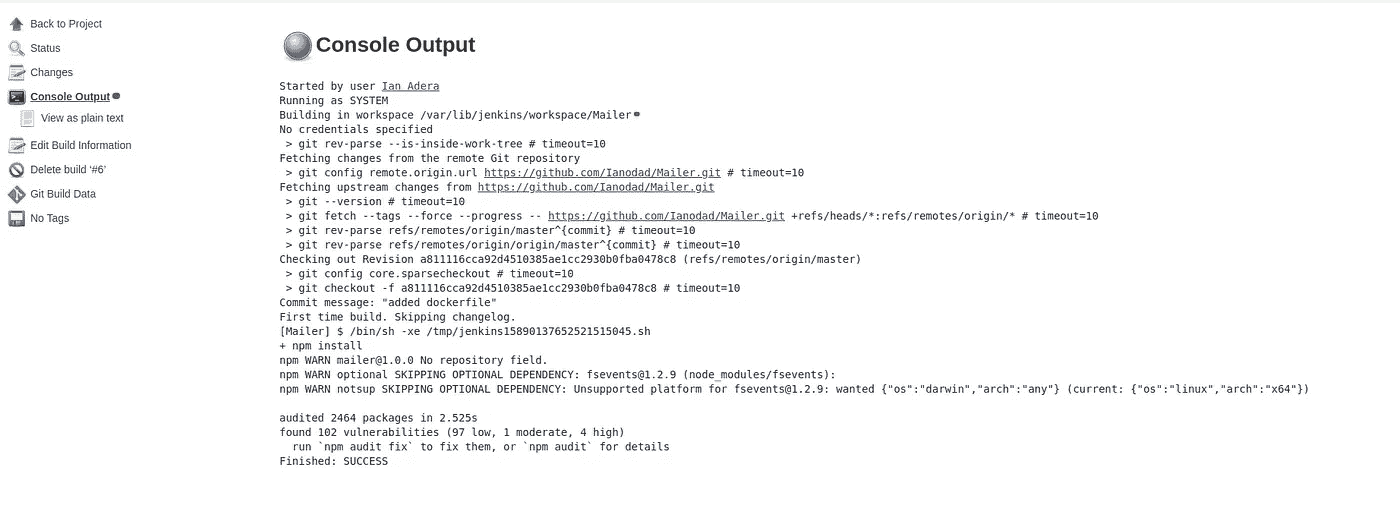 Back to Project
Status
Changes
Console Output
View as plain text
Edit Build Information
Delete build ‘#6’
Git Build Data
No Tags
Console Output
Started by user Ian Adera
Running as SYSTEM
Building in workspace /var/lib/jenkins/workspace/Mailer
No credentials specified
 > git rev-parse --is-inside-work-tree # timeout=10
Fetching changes from the remote Git repository
 > git config remote.origin.url https://github.com/Ianodad/Mailer.git # timeout=10
Fetching upstream changes from https://github.com/Ianodad/Mailer.git
 > git --version # timeout=10
 > git fetch --tags --force --progress -- https://github.com/Ianodad/Mailer.git +refs/heads/*:refs/remotes/origin/* # timeout=10
 > git rev-parse refs/remotes/origin/master^{commit} # timeout=10
 > git rev-parse refs/remotes/origin/origin/master^{commit} # timeout=10
Checking out Revision a811116cca92d4510385ae1cc2930b0fba0478c8 (refs/remotes/origin/master)
 > git config core.sparsecheckout # timeout=10
 > git checkout -f a811116cca92d4510385ae1cc2930b0fba0478c8 # timeout=10
Commit message: "added dockerfile"
First time build. Skipping changelog.
[Mailer] $ /bin/sh -xe /tmp/jenkins15890137652521515045.sh
+ npm install
npm WARN mailer@1.0.0 No repository field.
npm WARN optional SKIPPING OPTIONAL DEPENDENCY: fsevents@1.2.9 (node_modules/fsevents):
npm WARN notsup SKIPPING OPTIONAL DEPENDENCY: Unsupported platform for fsevents@1.2.9: wanted {"os":"darwin","arch":"any"} (current: {"os":"linux","arch":"x64"})
audited 2464 packages in 2.525s
found 102 vulnerabilities (97 low, 1 moderate, 4 high)
  run `npm audit fix` to fix them, or `npm audit` for details
Finished: SUCCESS